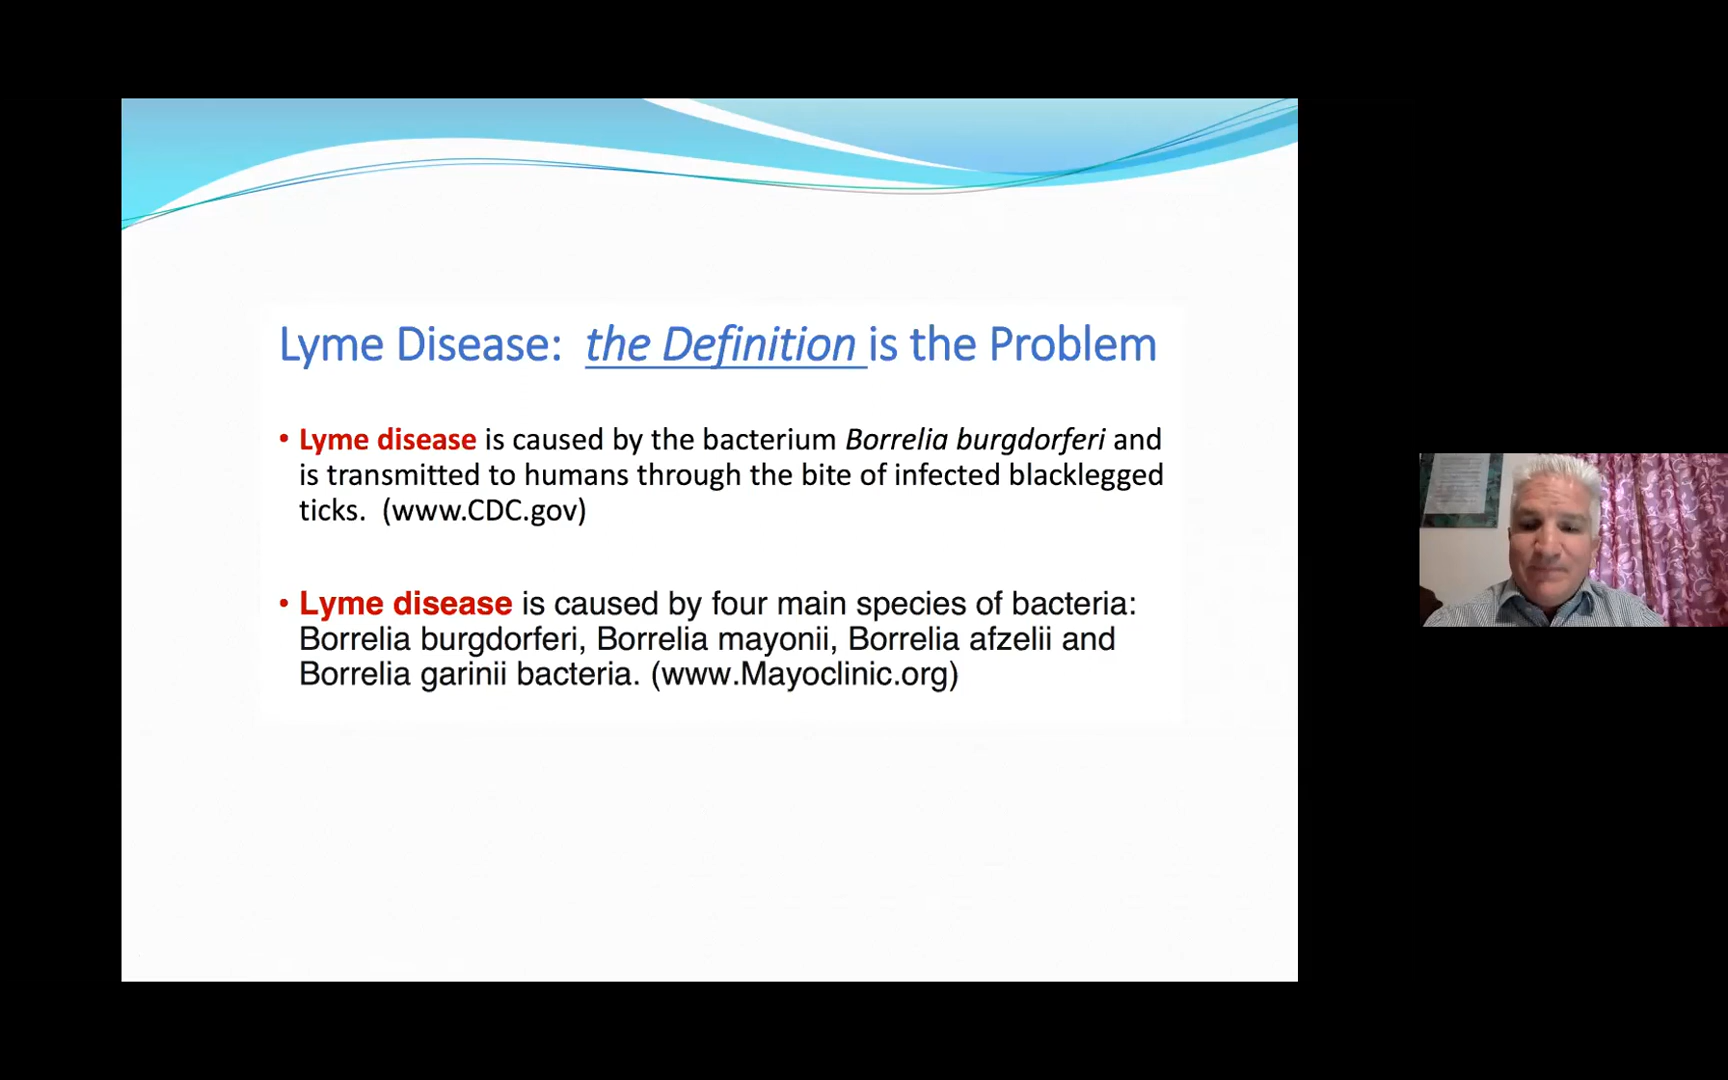 Lyme Disease: the Definition is the Problem
• Lyme disease is caused by the bacterium Borrelia burgdorferi and
is transmitted to humans through the bite of infected blacklegged
ticks. (www.CDC.gov)
• Lyme disease is caused by four main species of bacteria:
Borrelia burgdorferi, Borrelia mayonii, Borrelia afzelii and
Borrelia garinii bacteria. (www.Mayoclinic.org)